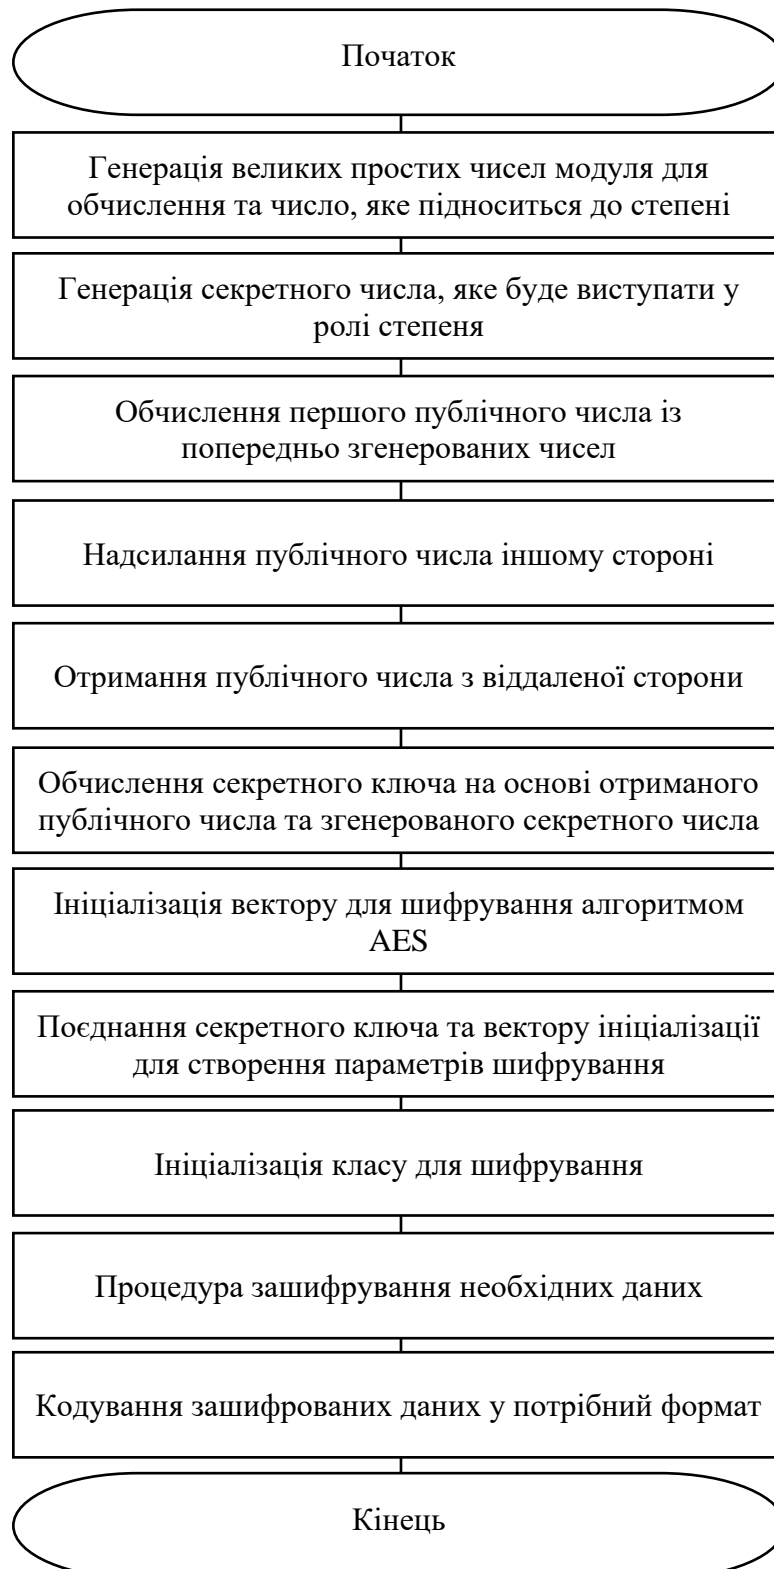 Початок
Генерація великих простих чисел модуля для
обчислення та число, яке підноситься до степені
Генерація секретного числа, яке буде виступати у
ролі степеня
Обчислення першого публічного числа із
попередньо згенерованих чисел
Надсилання публічного числа іншому стороні
Отримання публічного числа з віддаленої сторони
Обчислення секретного ключа на основі отриманого
публічного числа та згенерованого секретного числа
Ініціалізація вектору для шифрування алгоритмом
AES
Поєднання секретного ключа та вектору ініціалізації
для створення параметрів шифрування
Ініціалізація класу для шифрування
Процедура зашифрування необхідних даних
Кодування зашифрованих даних у потрібний формат
Кінець